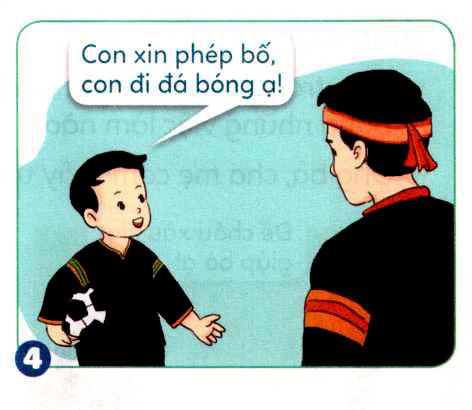 Con xin phép bố,
con đi đá bóng ạ!
4